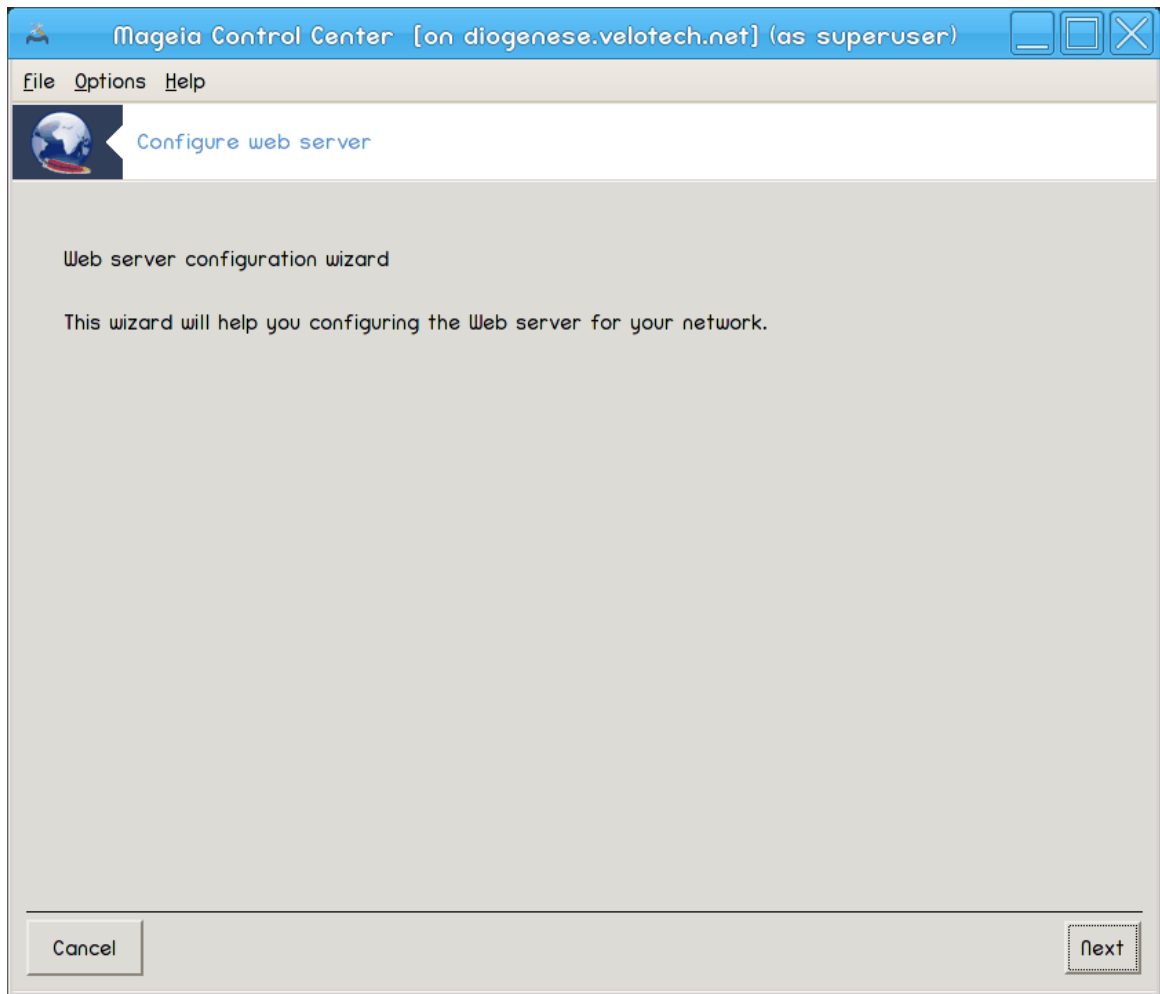 Mageia Control Center [on diogenese.velotech.net] (as superuser)
File Options Help
Configure web server
Web server configuration wizard
This wizard will help you configuring the Web server for your network.
Cancel Next